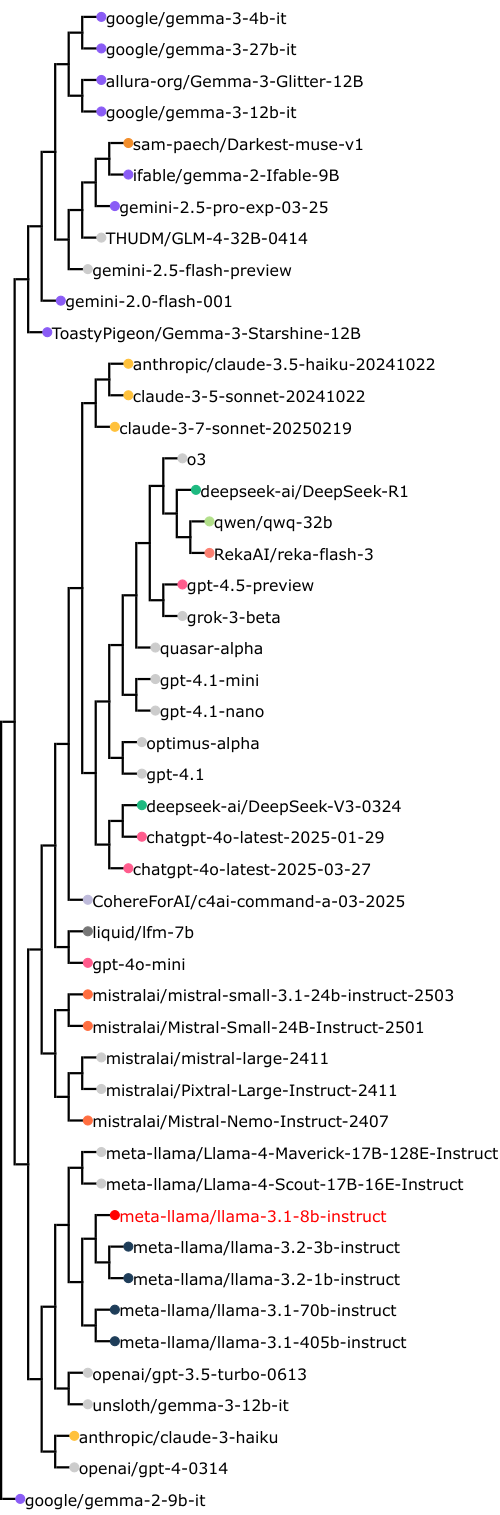 google/gemma-3-4b-it
google/gemma-3-27b-it
allura-org/Gemma-3-Glitter-12B
google/gemma-3-12b-it
sam-paech/Darkest-muse-v1
ifable/gemma-2-Ifable-9B
gemini-2.5-pro-exp-03-25
THUDM/GLM-4-32B-0414
gemini-2.5-flash-preview
gemini-2.0-flash-001
ToastyPigeon/Gemma-3-Starshine-12B
anthropic/claude-3.5-haiku-20241022
claude-3-5-sonnet-20241022
claude-3-7-sonnet-20250219
o3
deepseek-ai/DeepSeek-R1
qwen/qwq-32b
RekaAI/reka-flash-3
gpt-4.5-preview
grok-3-beta
quasar-alpha
gpt-4.1-mini
gpt-4.1-nano
optimus-alpha
gpt-4.1
deepseek-ai/DeepSeek-V3-0324
chatgpt-4o-latest-2025-01-29
chatgpt-4o-latest-2025-03-27
CohereForAI/c4ai-command-a-03-2025
liquid/lfm-7b
gpt-4o-mini
mistralai/mistral-small-3.1-24b-instruct-2503
mistralai/Mistral-Small-24B-Instruct-2501
mistralai/mistral-large-2411
mistralai/Pixtral-Large-Instruct-2411
mistralai/Mistral-Nemo-Instruct-2407
meta-llama/Llama-4-Maverick-17B-128E-Instruct
meta-llama/Llama-4-Scout-17B-16E-Instruct
meta-llama/llama-3.1-8b-instruct
meta-llama/llama-3.2-3b-instruct
meta-llama/llama-3.2-1b-instruct
meta-llama/llama-3.1-70b-instruct
meta-llama/llama-3.1-405b-instruct
openai/gpt-3.5-turbo-0613
unsloth/gemma-3-12b-it
anthropic/claude-3-haiku
openai/gpt-4-0314
google/gemma-2-9b-it